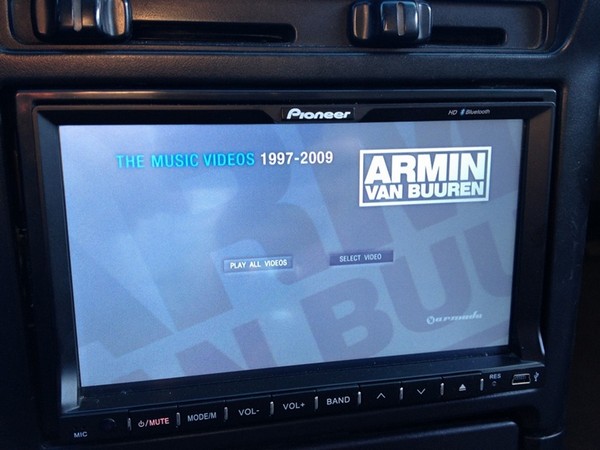 Pioneer
HD Bluetooth
THE MUSIC VIDEOS 1997-2009
ARMIN
VAN BUUREN
PLAY ALL VIDEOS
SELECT VIDEO
armada
MIC
/MUTE
MODE/M
VOL-
VOL+
BAND
RES